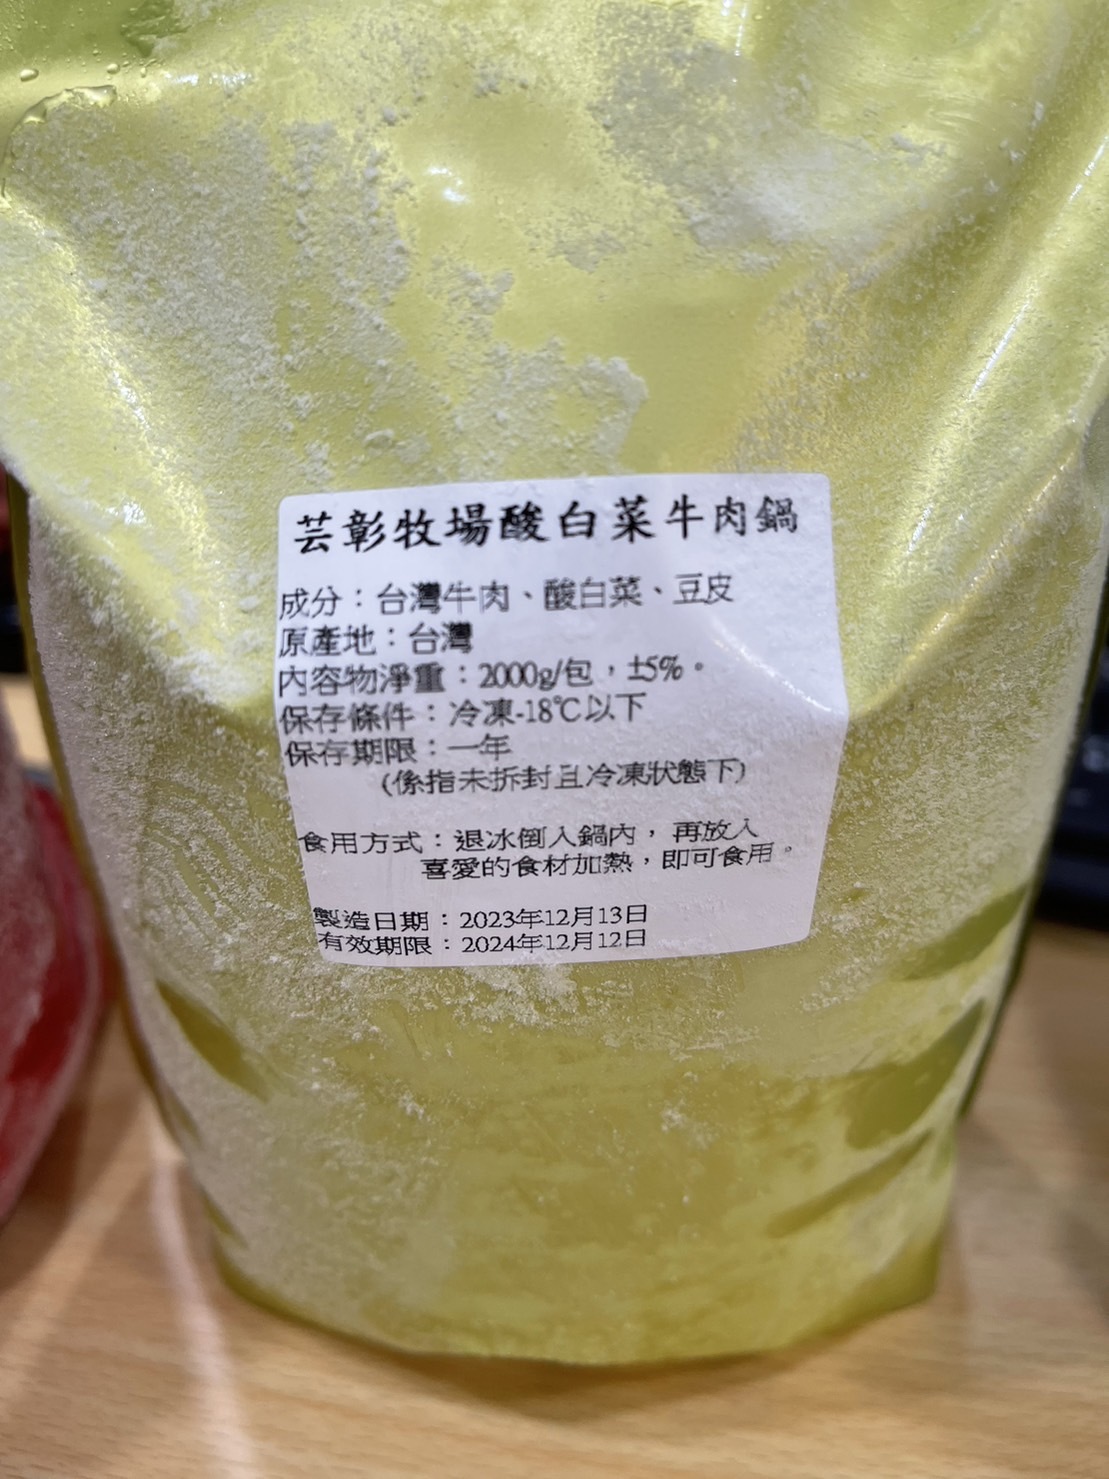 芸彰牧場酸白菜牛肉鍋
成分：台灣牛肉、酸白菜、豆皮
原產地：台灣
內容物淨重：2000g/包，±5%。
保存條件：冷凍-18℃以下
保存期限：一年
(係指未拆封且冷凍狀態下)
食用方式：退冰倒入鍋內，再放入
喜愛的食材加熱，即可食用。
製造日期：2023年12月13日
有效期限：2024年12月12日